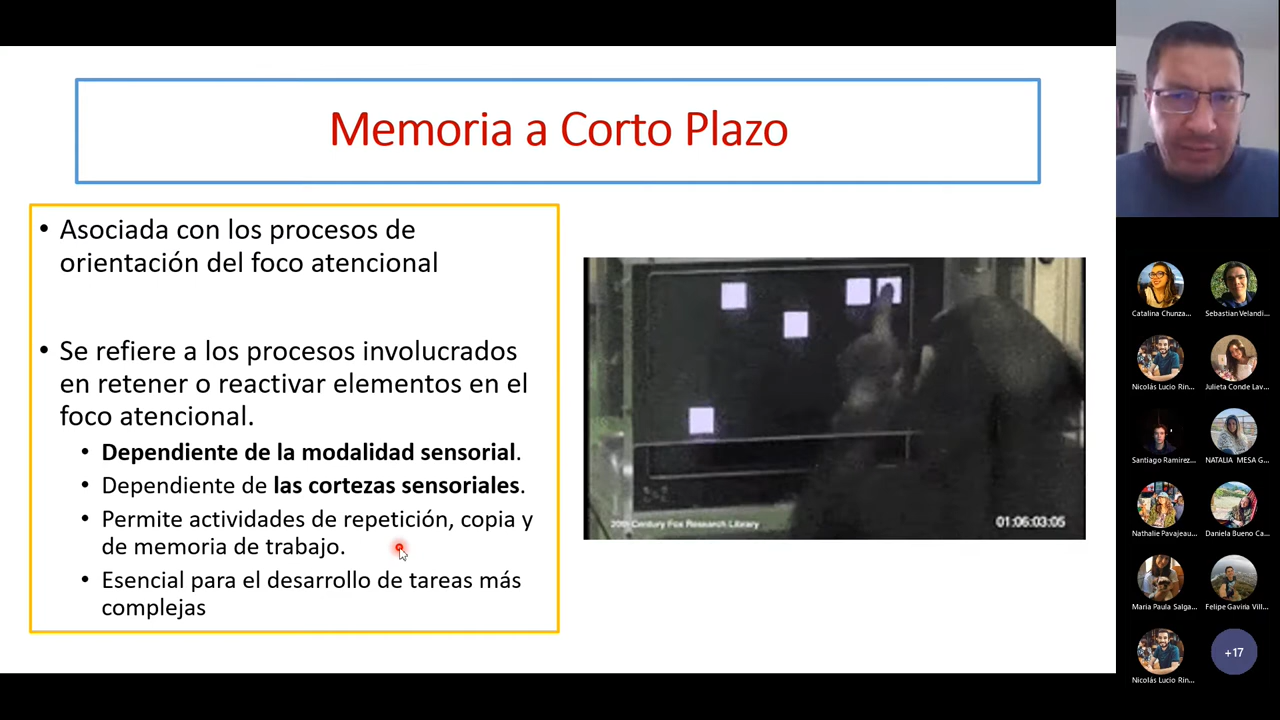 Memoria a Corto Plazo
• Asociada con los procesos de
orientación del foco atencional
• Se refiere a los procesos involucrados
en retener o reactivar elementos en el
foco atencional.
• Dependiente de la modalidad sensorial.
• Dependiente de las cortezas sensoriales.
• Permite actividades de repetición, copia y
de memoria de trabajo.
• Esencial para el desarrollo de tareas más
complejas
20th Century Fox Research Library
01:06:03:05
Catalina Chunza...
Sebastian Velandi...
Nicolás Lucio Rin...
Julieta Conde Lav...
Santiago Ramirez...
NATALIA MESA G...
Nathalie Pavajeau...
Daniela Bueno Ca...
Maria Paula Salga...
Felipe Gaviria Vill...
Nicolás Lucio Rin...
+17